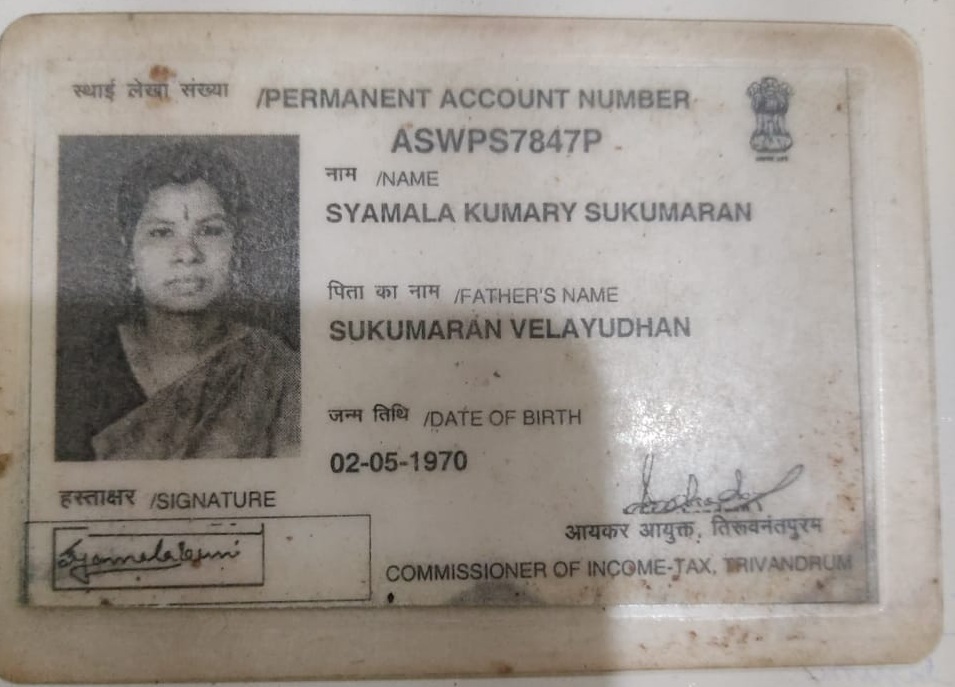 स्थाई लेखा संख्या /PERMANENT ACCOUNT NUMBER
ASWPS7847P
नाम /NAME
SYAMALA KUMARY SUKUMARAN
पिता का नाम /FATHER'S NAME
SUKUMARAN VELAYUDHAN
जन्म तिथि /DATE OF BIRTH
02-05-1970
हस्ताक्षर /SIGNATURE
आयकर आयुक्त, तिरूवनंतपुरम
COMMISSIONER OF INCOME-TAX, TRIVANDRUM